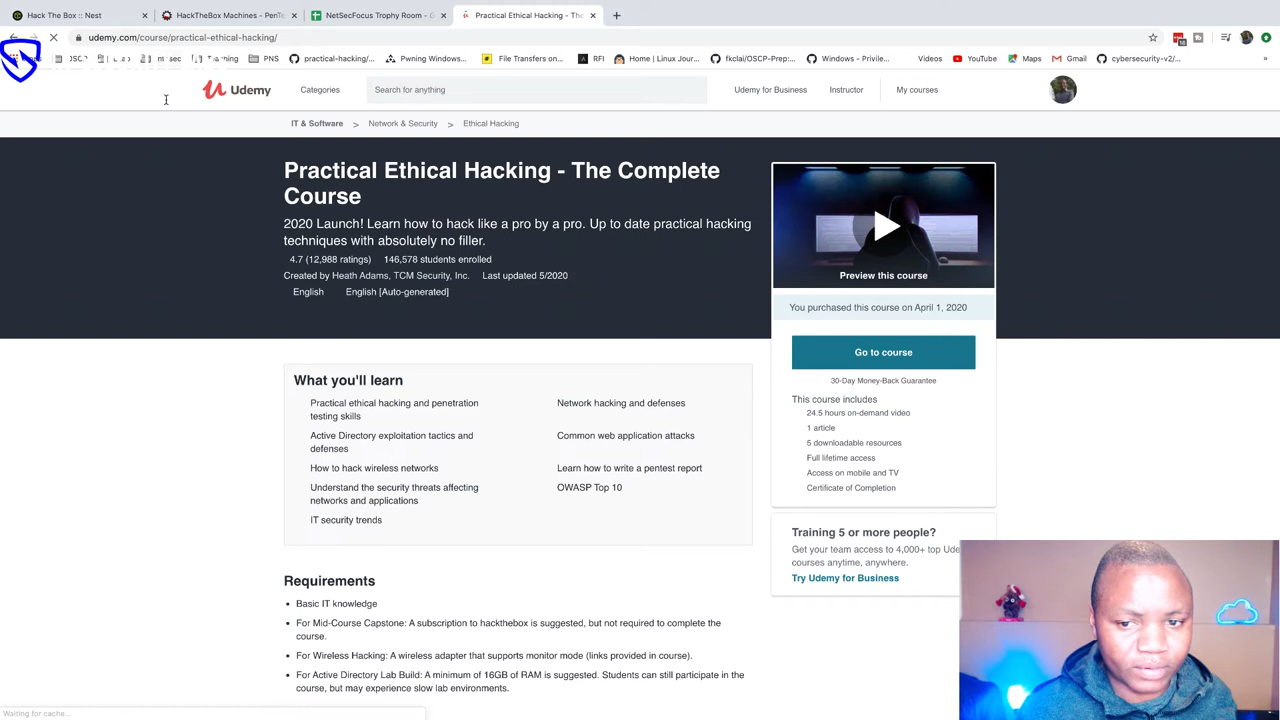 Hack The Box :: Nest
HackTheBox Machines - PenTe
NetSecFocus Trophy Room - G
Practical Ethical Hacking - The
udemy.com/course/practical-ethical-hacking/
PNS
practical-hacking/...
Pwning Windows...
File Transfers on...
RFI
Home | Linux Jour...
fkclai/OSCP-Prep:...
Windows - Privile...
Videos
YouTube
Maps
Gmail
cybersecurity-v2/...
Udemy
Categories
Search for anything
Udemy for Business
Instructor
My courses
IT & Software > Network & Security > Ethical Hacking
Practical Ethical Hacking - The Complete
Course
2020 Launch! Learn how to hack like a pro by a pro. Up to date practical hacking
techniques with absolutely no filler.
4.7 (12,988 ratings) 146,578 students enrolled
Created by Heath Adams, TCM Security, Inc. Last updated 5/2020
English English [Auto-generated]
Preview this course
You purchased this course on April 1, 2020
Go to course
30-Day Money-Back Guarantee
This course includes
24.5 hours on-demand video
1 article
5 downloadable resources
Full lifetime access
Access on mobile and TV
Certificate of Completion
What you'll learn
Practical ethical hacking and penetration
testing skills
Network hacking and defenses
Active Directory exploitation tactics and
defenses
Common web application attacks
How to hack wireless networks
Learn how to write a pentest report
Understand the security threats affecting
networks and applications
OWASP Top 10
IT security trends
Training 5 or more people?
Get your team access to 4,000+ top Ude
courses anytime, anywhere.
Try Udemy for Business
Requirements
• Basic IT knowledge
• For Mid-Course Capstone: A subscription to hackthebox is suggested, but not required to complete the
course.
• For Wireless Hacking: A wireless adapter that supports monitor mode (links provided in course).
• For Active Directory Lab Build: A minimum of 16GB of RAM is suggested. Students can still participate in the
course, but may experience slow lab environments.
Waiting for cache...